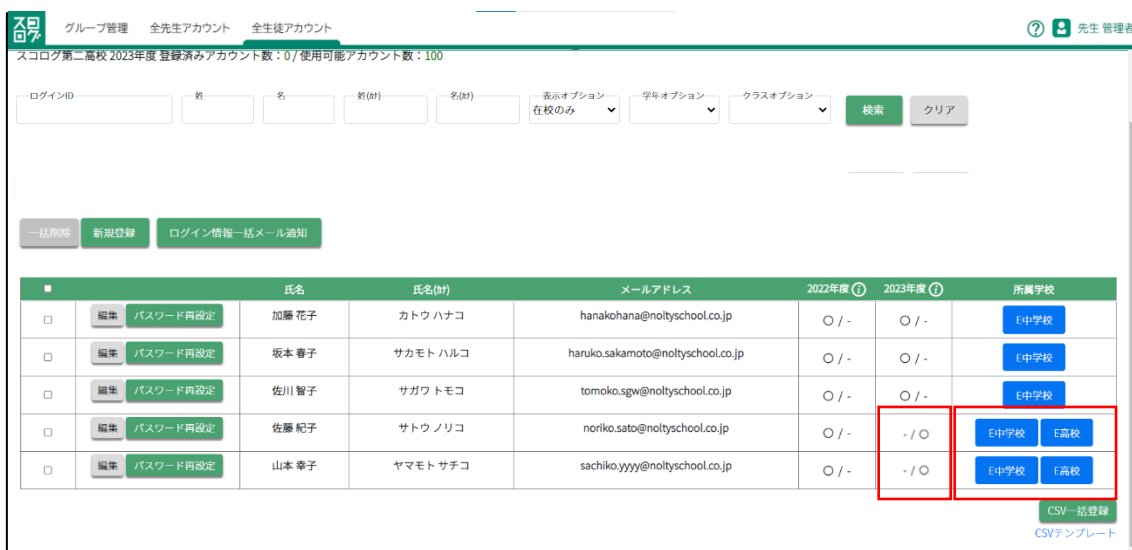 スコログ グループ管理 全先生アカウント 全生徒アカウント ? 先生 管理者
スコログ第二高校 2023年度 登録済みアカウント数：0 / 使用可能アカウント数：100
ログインID 姓 名 姓(ｶﾅ) 名(ｶﾅ) 表示オプション 学年オプション クラスオプション
在校のみ 検索 クリア
一括削除 新規登録 ログイン情報一括メール通知
氏名 氏名(ｶﾅ) メールアドレス 2022年度 i 2023年度 i 所属学校
編集 パスワード再設定 加藤 花子 カトウ ハナコ hanakohana@noltyschool.co.jp ○ / - ○ / - E中学校
編集 パスワード再設定 坂本 春子 サカモト ハルコ haruko.sakamoto@noltyschool.co.jp ○ / - ○ / - E中学校
編集 パスワード再設定 佐川 智子 サガワ トモコ tomoko.sgw@noltyschool.co.jp ○ / - ○ / - E中学校
編集 パスワード再設定 佐藤 紀子 サトウ ノリコ noriko.sato@noltyschool.co.jp ○ / - - / ○ E中学校 E高校
編集 パスワード再設定 山本 幸子 ヤマモト サチコ sachiko.yyyy@noltyschool.co.jp ○ / - - / ○ E中学校 E高校
CSV一括登録
CSVテンプレート